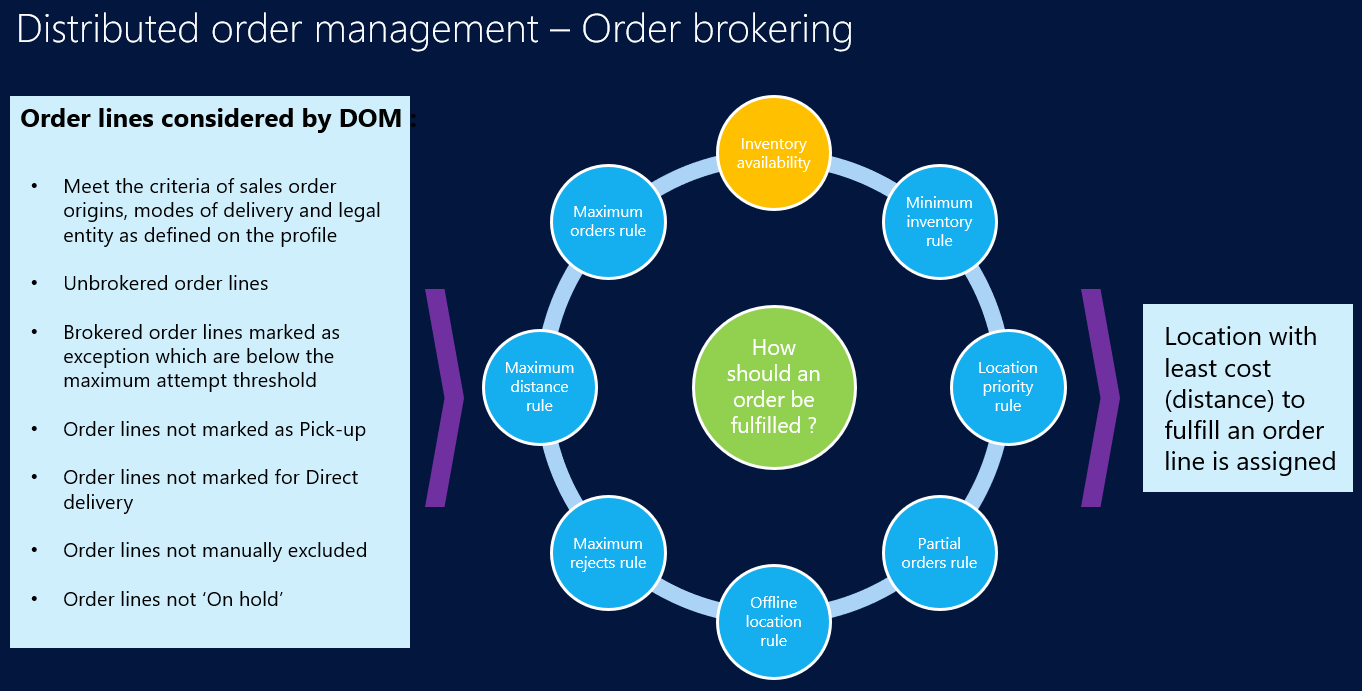 Distributed order management – Order brokering
Order lines considered by DOM :
• Meet the criteria of sales order
origins, modes of delivery and legal
entity as defined on the profile
• Unbrokered order lines
• Brokered order lines marked as
exception which are below the
maximum attempt threshold
• Order lines not marked as Pick-up
• Order lines not marked for Direct
delivery
• Order lines not manually excluded
• Order lines not ‘On hold’
Inventory
availability
Minimum
inventory
rule
Location
priority
rule
Partial
orders rule
Offline
location
rule
Maximum
rejects rule
Maximum
distance
rule
Maximum
orders rule
How
should an
order be
fulfilled ?
Location with
least cost
(distance) to
fulfill an order
line is assigned